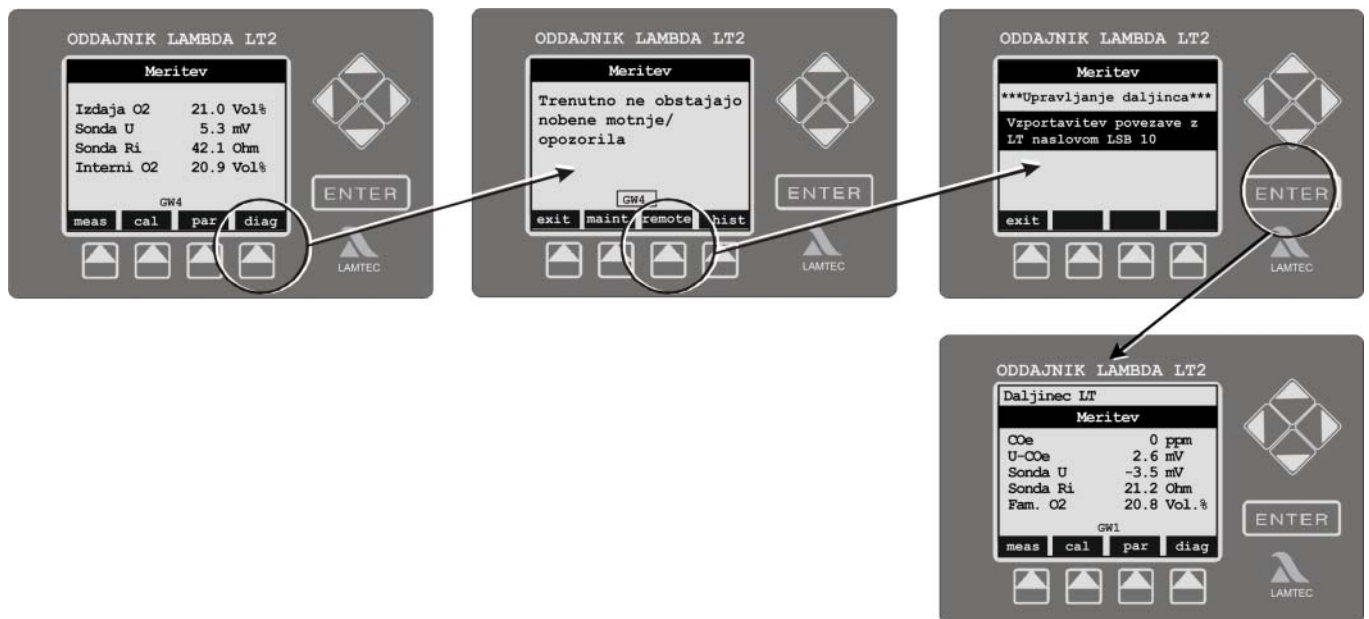 ODDAJNIK LAMBDA LT2
Meritev
Izdaja O2 21.0 Vol%
Sonda U 5.3 mV
Sonda Ri 42.1 Ohm
Interni O2 20.9 Vol%
GW4
meas cal par diag
ENTER
LAMTEC
ODDAJNIK LAMBDA LT2
Meritev
Trenutno ne obstajajo
nobene motnje/
opozorila
GW4
exit maint remote hist
ENTER
LAMTEC
ODDAJNIK LAMBDA LT2
Meritev
***Upravljanje daljinca***
Vzportavitev povezave z
LT naslovom LSB 10
exit
ENTER
LAMTEC
ODDAJNIK LAMBDA LT2
Daljinec LT
Meritev
COe 0 ppm
U-COe 2.6 mV
Sonda U -3.5 mV
Sonda Ri 21.2 Ohm
Fam. O2 20.8 Vol.%
GW1
meas cal par diag
ENTER
LAMTEC